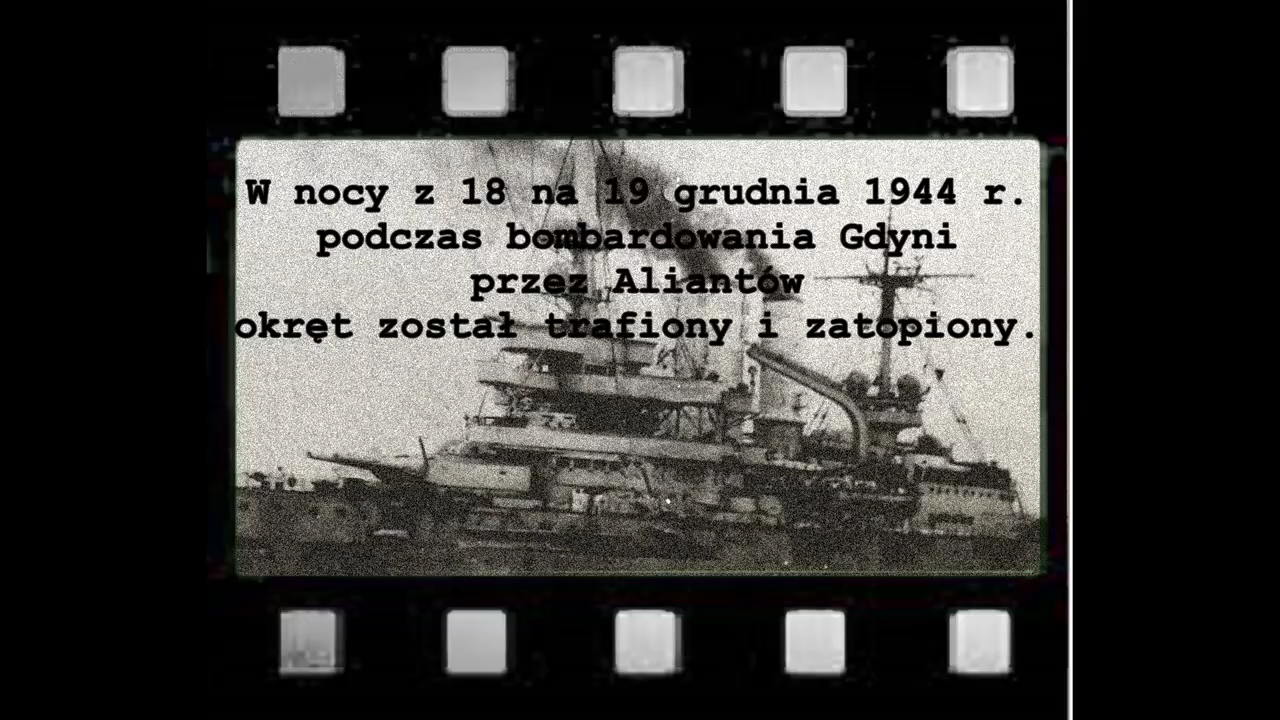 W nocy z 18 na 19 grudnia 1944 r.
podczas bombardowania Gdyni
przez Aliantów
okręt został trafiony i zatopiony.